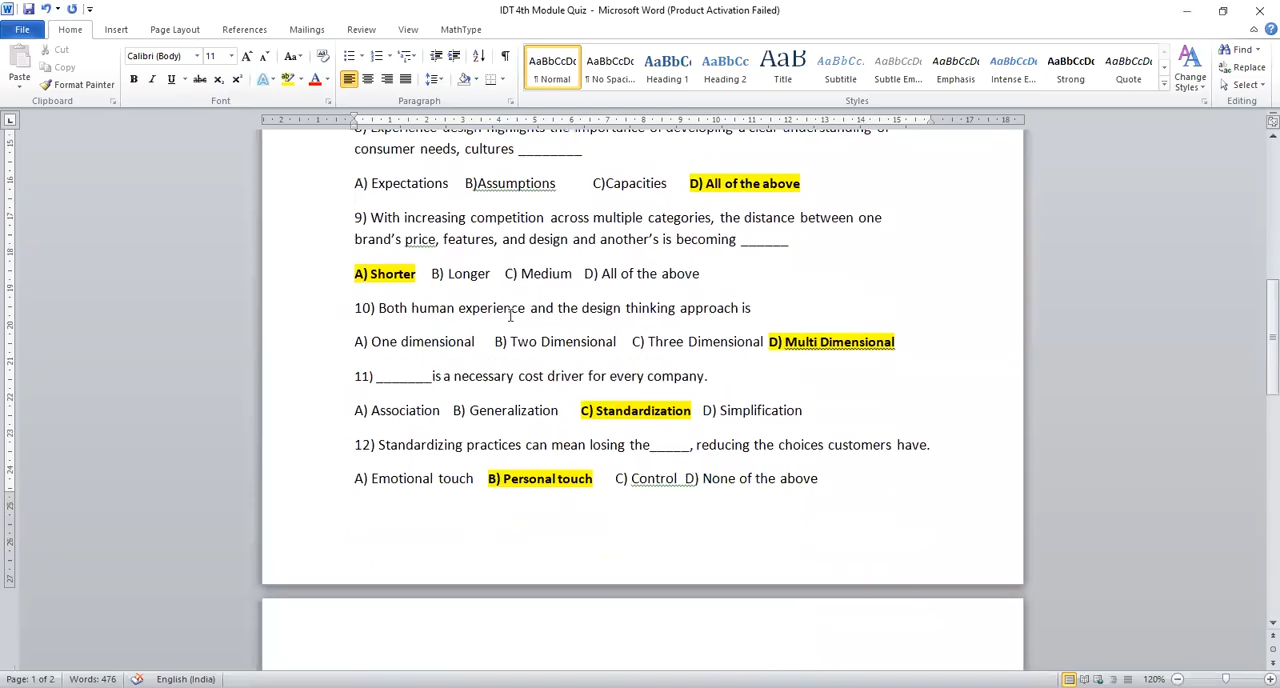 IDT 4th Module Quiz - Microsoft Word (Product Activation Failed)
File Home Insert Page Layout References Mailings Review View MathType
Paste
Cut
Copy
Format Painter
Calibri (Body) 11
AaBbCcDc AaBbCcDc AaBbC AaBbCc AaB AaBbCc. AaBbCcDc AaBbCcDc AaBbCcDc AaBbCcDc AaBbCcDc
¶ Normal ¶ No Spaci... Heading 1 Heading 2 Title Subtitle Subtle Em... Emphasis Intense E... Strong Quote
Change Styles
Find
Replace
Select
Clipboard Font Paragraph Styles Editing
8) Experience design highlights the importance of developing a clear understanding of
consumer needs, cultures ________
A) Expectations B)Assumptions C)Capacities D) All of the above
9) With increasing competition across multiple categories, the distance between one
brand's price, features, and design and another's is becoming ______
A) Shorter B) Longer C) Medium D) All of the above
10) Both human experience and the design thinking approach is
A) One dimensional B) Two Dimensional C) Three Dimensional D) Multi Dimensional
11) _______is a necessary cost driver for every company.
A) Association B) Generalization C) Standardization D) Simplification
12) Standardizing practices can mean losing the_____, reducing the choices customers have.
A) Emotional touch B) Personal touch C) Control D) None of the above
Page: 1 of 2 Words: 476 English (India) 120%